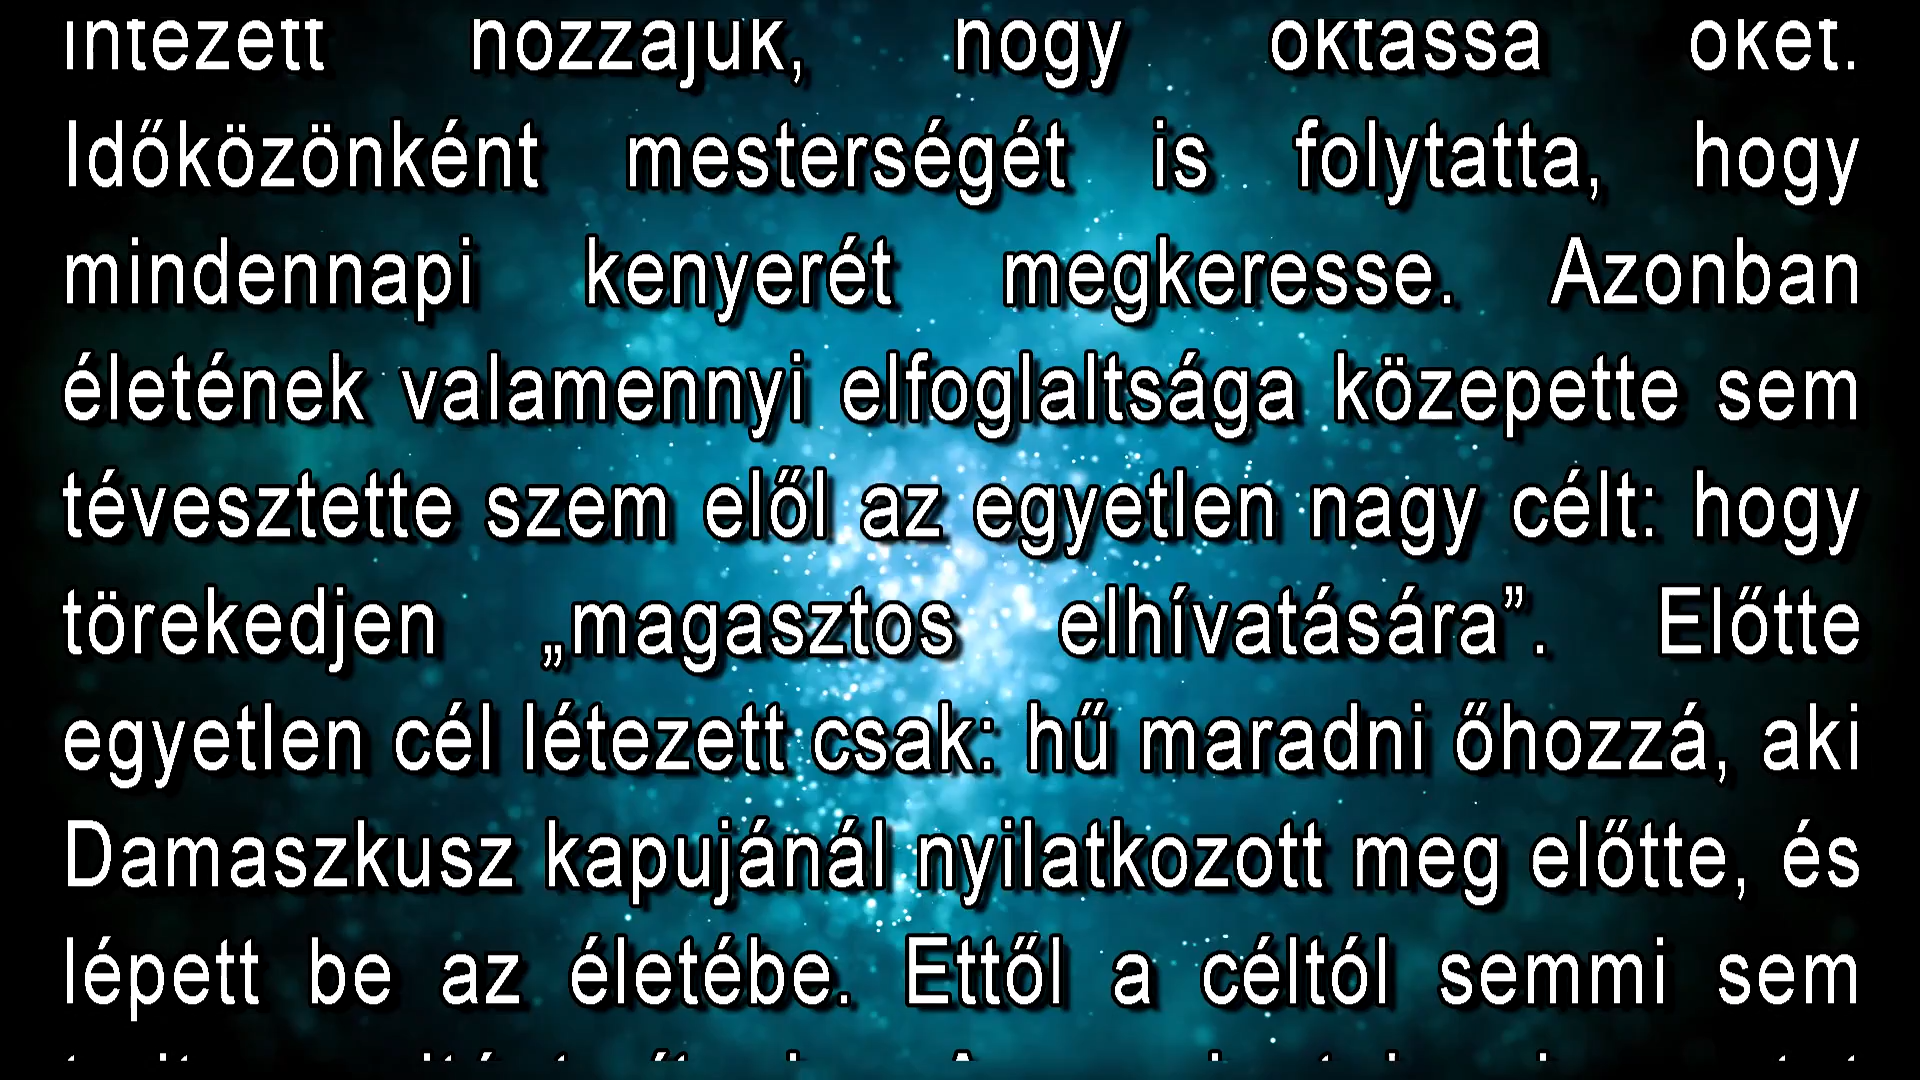 intézett hozzájuk, hogy oktassa őket.
Időközönként mesterségét is folytatta, hogy
mindennapi kenyerét megkeresse. Azonban
életének valamennyi elfoglaltsága közepette sem
tévesztette szem elől az egyetlen nagy célt: hogy
törekedjen „magasztos elhívatására”. Előtte
egyetlen cél létezett csak: hű maradni őhozzá, aki
Damaszkusz kapujánál nyilatkozott meg előtte, és
lépett be az életébe. Ettől a céltól semmi sem